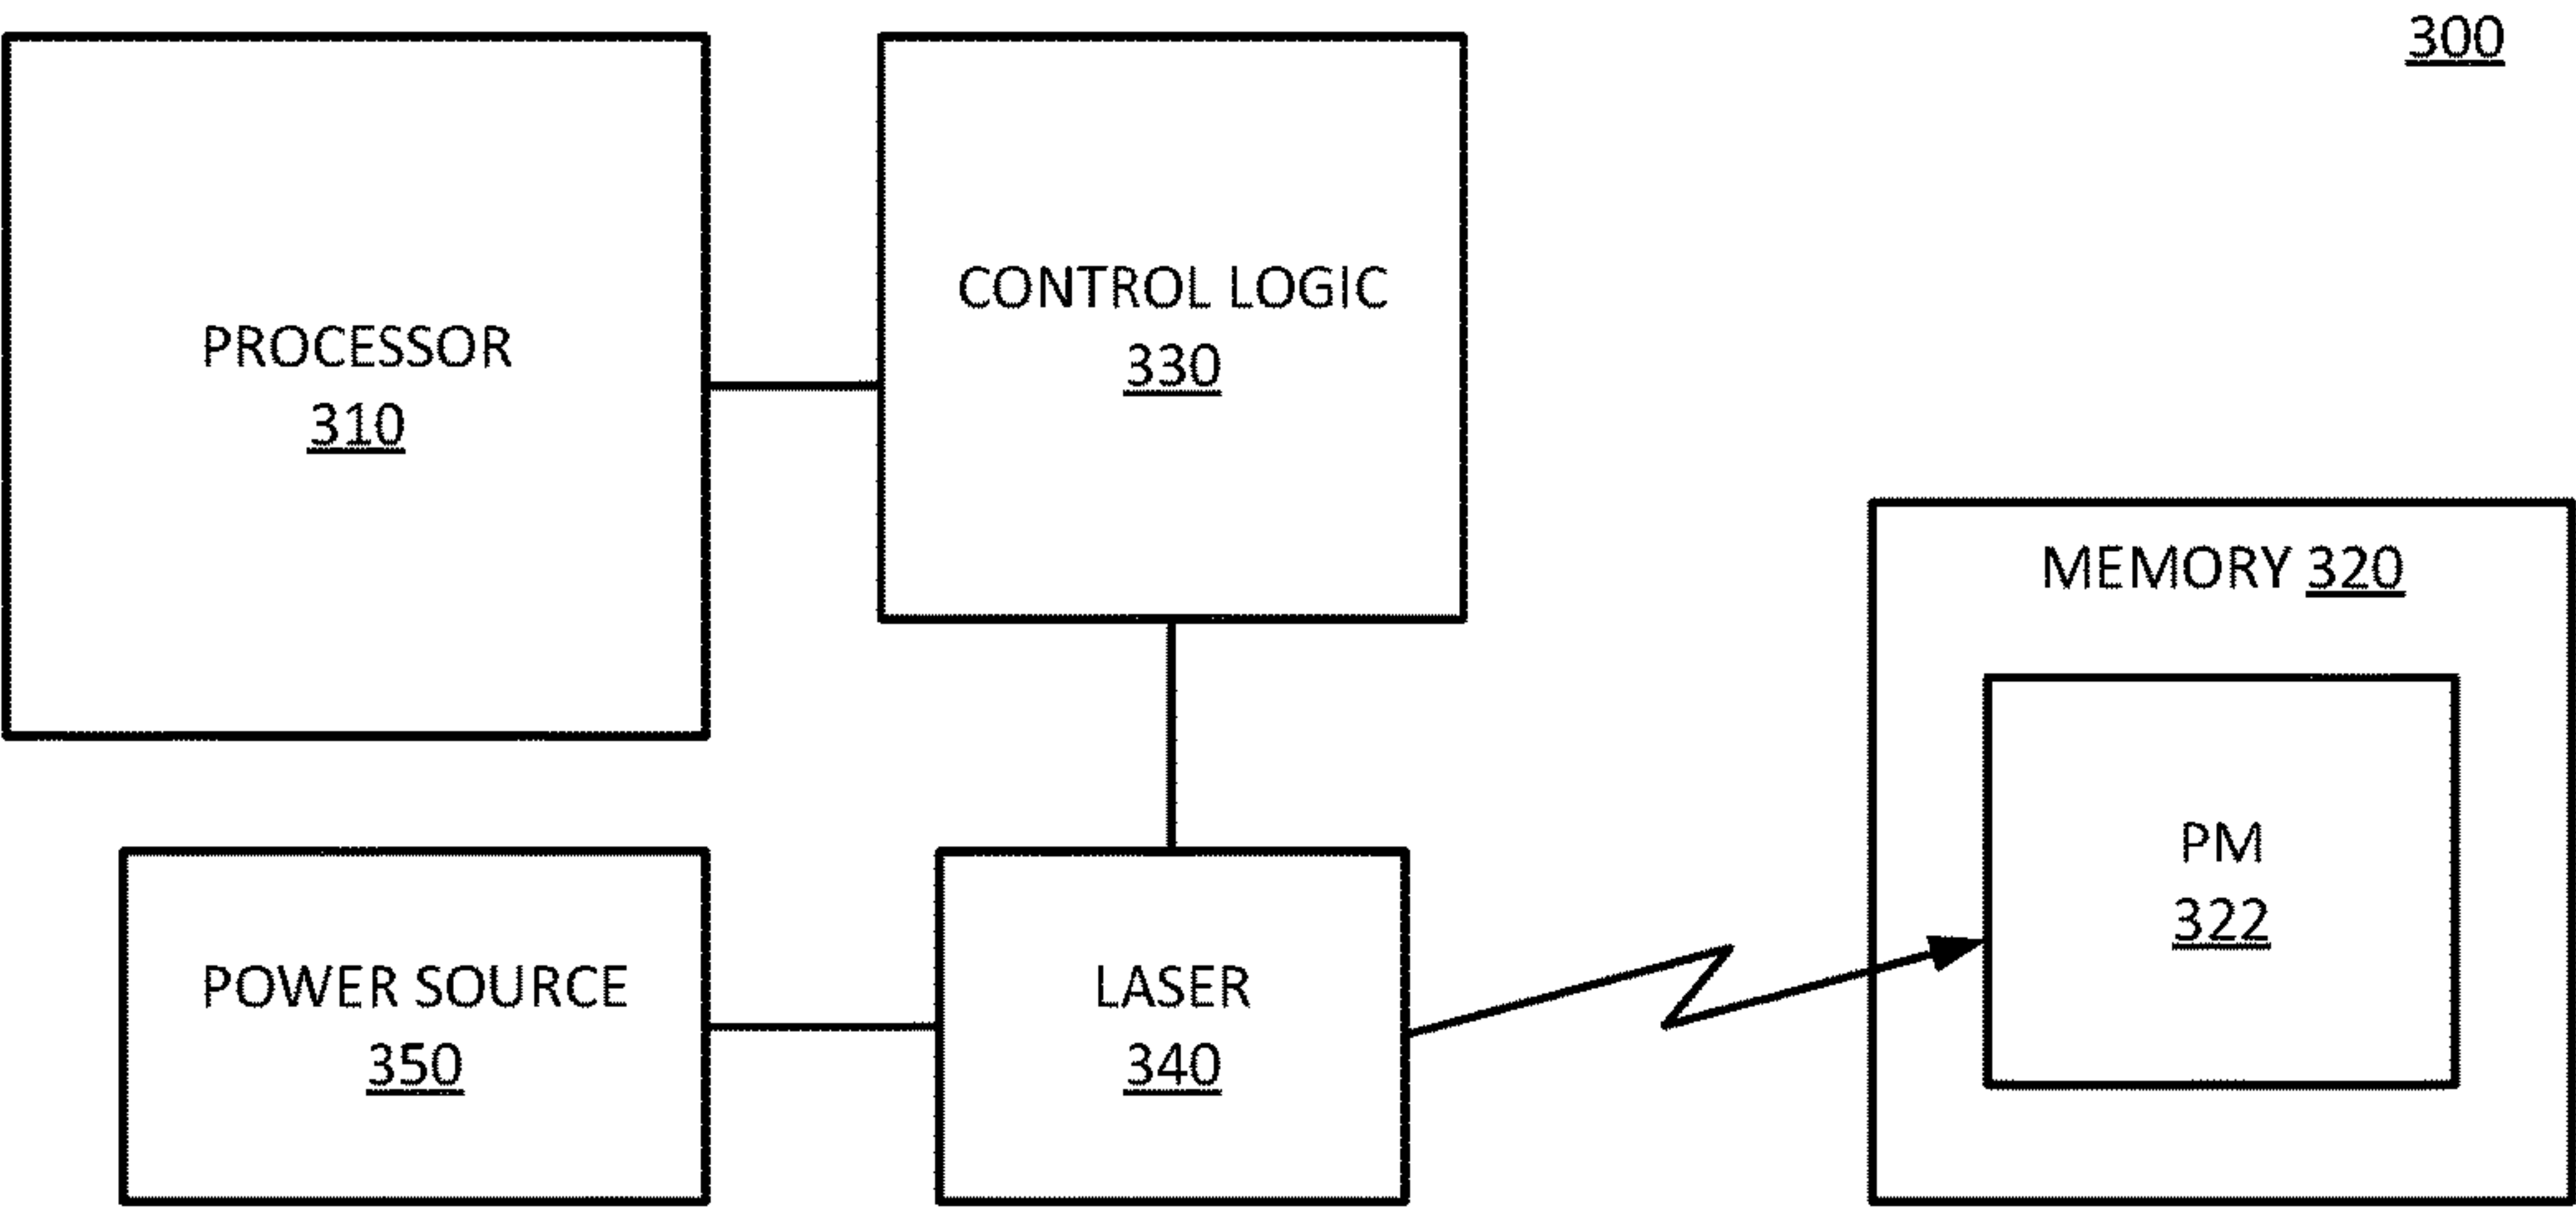 300
PROCESSOR
310
CONTROL LOGIC
330
MEMORY 320
PM
322
POWER SOURCE
350
LASER
340